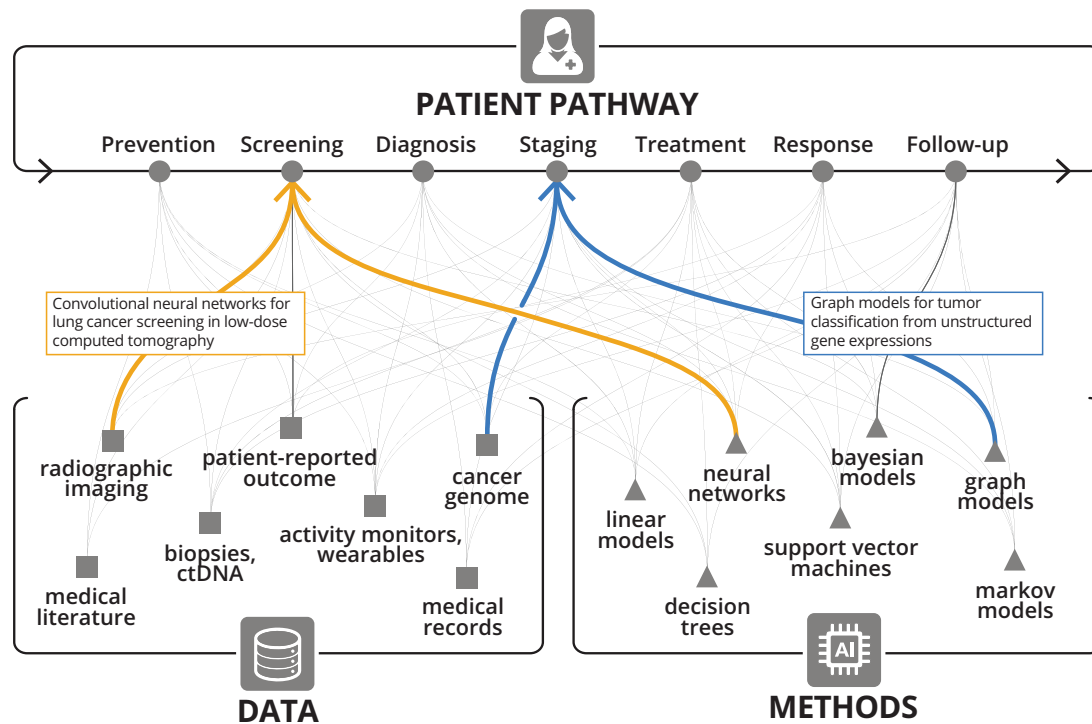 PATIENT PATHWAY
Prevention
Screening
Diagnosis
Staging
Treatment
Response
Follow-up
Convolutional neural networks for
lung cancer screening in low-dose
computed tomography
Graph models for tumor
classification from unstructured
gene expressions
radiographic
imaging
patient-reported
outcome
cancer
genome
biopsies,
ctDNA
activity monitors,
wearables
medical
literature
medical
records
DATA
neural
networks
bayesian
models
graph
models
linear
models
support vector
machines
decision
trees
markov
models
AI
METHODS